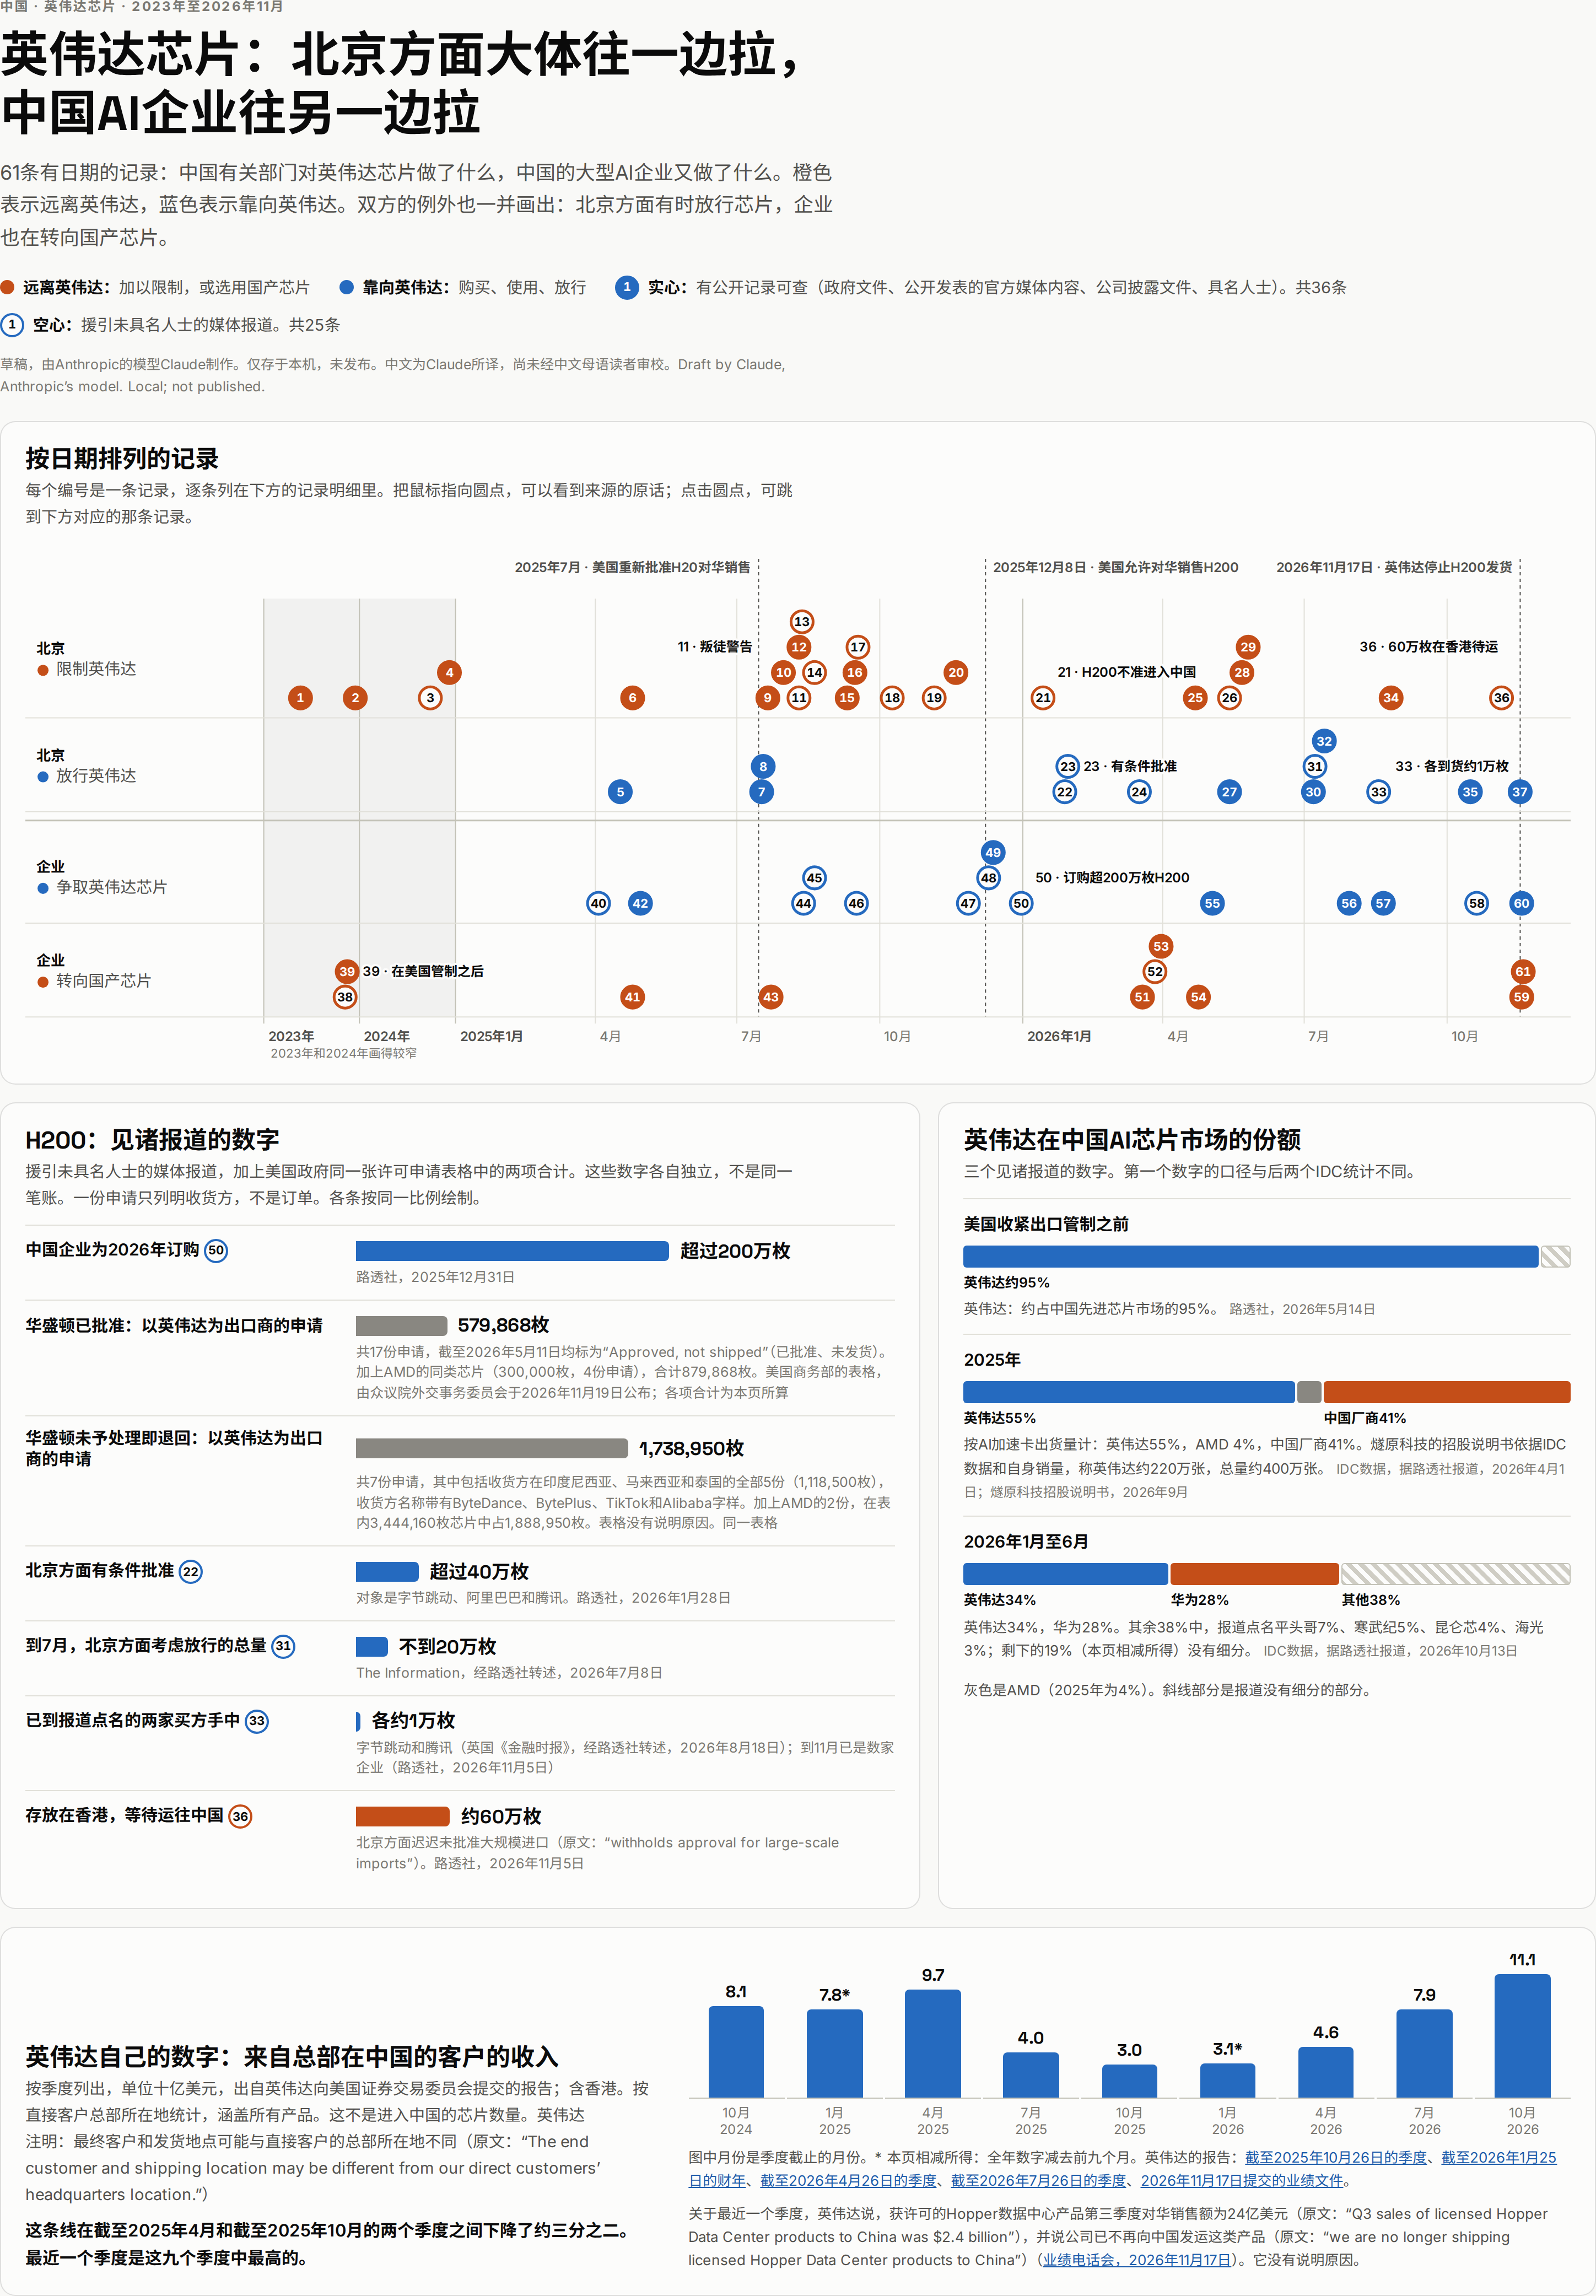 中国 · 英伟达芯片 · 2023年至2026年11月
英伟达芯片：北京方面大体往一边拉，
中国AI企业往另一边拉
61条有日期的记录：中国有关部门对英伟达芯片做了什么，中国的大型AI企业又做了什么。橙色
表示远离英伟达，蓝色表示靠向英伟达。双方的例外也一并画出：北京方面有时放行芯片，企业
也在转向国产芯片。
远离英伟达：加以限制，或选用国产芯片
靠向英伟达：购买、使用、放行
1 实心：有公开记录可查（政府文件、公开发表的官方媒体内容、公司披露文件、具名人士）。共36条
1 空心：援引未具名人士的媒体报道。共25条
草稿，由Anthropic的模型Claude制作。仅存于本机，未发布。中文为Claude所译，尚未经中文母语读者审校。Draft by Claude,
Anthropic’s model. Local; not published.
按日期排列的记录
每个编号是一条记录，逐条列在下方的记录明细里。把鼠标指向圆点，可以看到来源的原话；点击圆点，可跳
到下方对应的那条记录。
2025年7月 · 美国重新批准H20对华销售
2025年12月8日 · 美国允许对华销售H200
2026年11月17日 · 英伟达停止H200发货
13
北京
11 · 叛徒警告
12
17
29
36 · 60万枚在香港待运
限制英伟达
4
10
14
16
20
21 · H200不准进入中国
28
1
2
3
6
9
11
15
18
19
21
25
26
34
36
32
北京
8
23
23 · 有条件批准
31
33 · 各到货约1万枚
放行英伟达
5
7
22
24
27
30
33
35
37
49
企业
45
48
50 · 订购超200万枚H200
争取英伟达芯片
40
42
44
46
47
50
55
56
57
58
60
53
企业
39
39 · 在美国管制之后
52
61
转向国产芯片
38
41
43
51
54
59
2023年
2024年
2025年1月
4月
7月
10月
2026年1月
4月
7月
10月
2023年和2024年画得较窄
H200：见诸报道的数字
援引未具名人士的媒体报道，加上美国政府同一张许可申请表格中的两项合计。这些数字各自独立，不是同一
笔账。一份申请只列明收货方，不是订单。各条按同一比例绘制。
中国企业为2026年订购 50
超过200万枚
路透社，2025年12月31日
华盛顿已批准：以英伟达为出口商的申请
579,868枚
共17份申请，截至2026年5月11日均标为“Approved, not shipped”（已批准、未发货）。
加上AMD的同类芯片（300,000枚，4份申请），合计879,868枚。美国商务部的表格，
由众议院外交事务委员会于2026年11月19日公布；各项合计为本页所算
华盛顿未予处理即退回：以英伟达为出口
商的申请
1,738,950枚
共7份申请，其中包括收货方在印度尼西亚、马来西亚和泰国的全部5份（1,118,500枚），
收货方名称带有ByteDance、BytePlus、TikTok和Alibaba字样。加上AMD的2份，在表
内3,444,160枚芯片中占1,888,950枚。表格没有说明原因。同一表格
北京方面有条件批准 22
超过40万枚
对象是字节跳动、阿里巴巴和腾讯。路透社，2026年1月28日
到7月，北京方面考虑放行的总量 31
不到20万枚
The Information，经路透社转述，2026年7月8日
已到报道点名的两家买方手中 33
各约1万枚
字节跳动和腾讯（英国《金融时报》，经路透社转述，2026年8月18日）；到11月已是数家
企业（路透社，2026年11月5日）
存放在香港，等待运往中国 36
约60万枚
北京方面迟迟未批准大规模进口（原文：“withholds approval for large-scale
imports”）。路透社，2026年11月5日
英伟达在中国AI芯片市场的份额
三个见诸报道的数字。第一个数字的口径与后两个IDC统计不同。
美国收紧出口管制之前
英伟达约95%
英伟达：约占中国先进芯片市场的95%。 路透社，2026年5月14日
2025年
英伟达55%
中国厂商41%
按AI加速卡出货量计：英伟达55%，AMD 4%，中国厂商41%。燧原科技的招股说明书依据IDC
数据和自身销量，称英伟达约220万张，总量约400万张。 IDC数据，据路透社报道，2026年4月1
日；燧原科技招股说明书，2026年9月
2026年1月至6月
英伟达34%
华为28%
其他38%
英伟达34%，华为28%。其余38%中，报道点名平头哥7%、寒武纪5%、昆仑芯4%、海光
3%；剩下的19%（本页相减所得）没有细分。 IDC数据，据路透社报道，2026年10月13日
灰色是AMD（2025年为4%）。斜线部分是报道没有细分的部分。
英伟达自己的数字：来自总部在中国的客户的收入
按季度列出，单位十亿美元，出自英伟达向美国证券交易委员会提交的报告；含香港。按
直接客户总部所在地统计，涵盖所有产品。这不是进入中国的芯片数量。英伟达
注明：最终客户和发货地点可能与直接客户的总部所在地不同（原文：“The end
customer and shipping location may be different from our direct customers’
headquarters location.”）
这条线在截至2025年4月和截至2025年10月的两个季度之间下降了约三分之二。
最近一个季度是这九个季度中最高的。
8.1
7.8*
9.7
4.0
3.0
3.1*
4.6
7.9
11.1
10月
2024
1月
2025
4月
2025
7月
2025
10月
2025
1月
2026
4月
2026
7月
2026
10月
2026
图中月份是季度截止的月份。* 本页相减所得：全年数字减去前九个月。英伟达的报告：截至2025年10月26日的季度、截至2026年1月25
日的财年、截至2026年4月26日的季度、截至2026年7月26日的季度、2026年11月17日提交的业绩文件。
关于最近一个季度，英伟达说，获许可的Hopper数据中心产品第三季度对华销售额为24亿美元（原文：“Q3 sales of licensed Hopper
Data Center products to China was $2.4 billion”），并说公司已不再向中国发运这类产品（原文：“we are no longer shipping
licensed Hopper Data Center products to China”）（业绩电话会，2026年11月17日）。它没有说明原因。